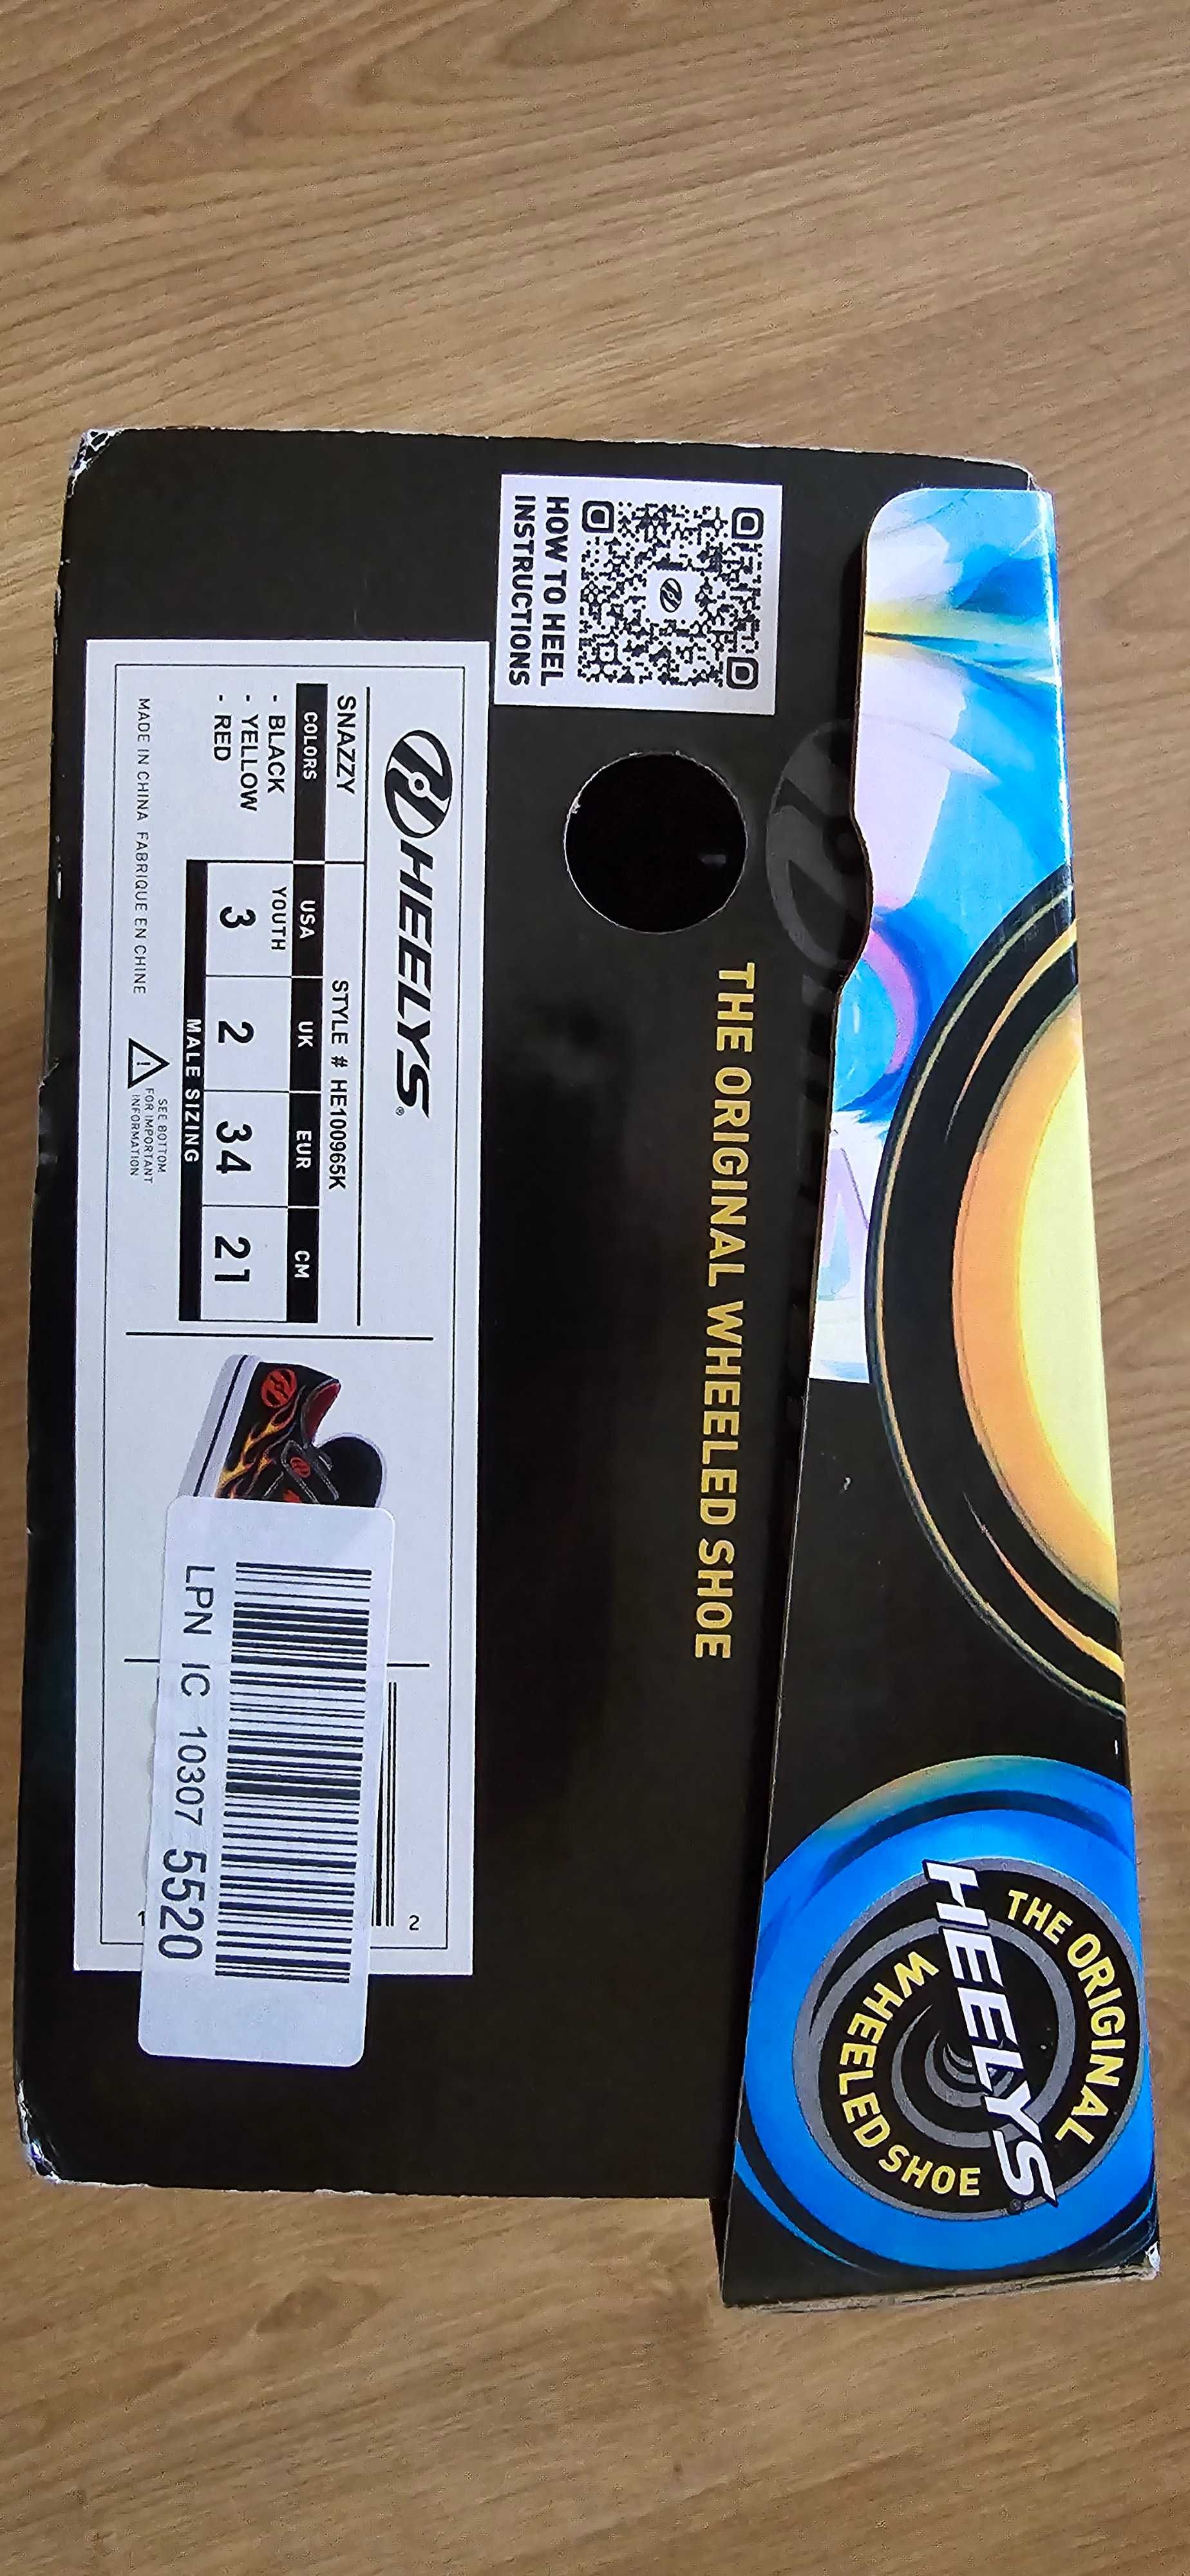 THE ORIGINAL
HEELYS®
WHEELED SHOE
THE ORIGINAL WHEELED SHOE
HOW TO HEEL
INSTRUCTIONS
HEELYS®
SNAZZY
STYLE # HE100965K
COLORS
USA UK EUR CM
- BLACK
- YELLOW
- RED
YOUTH
3 2 34 21
MALE SIZING
MADE IN CHINA FABRIQUE EN CHINE
SEE BOTTOM
FOR IMPORTANT
INFORMATION
2
1
LPN IC 10307 5520